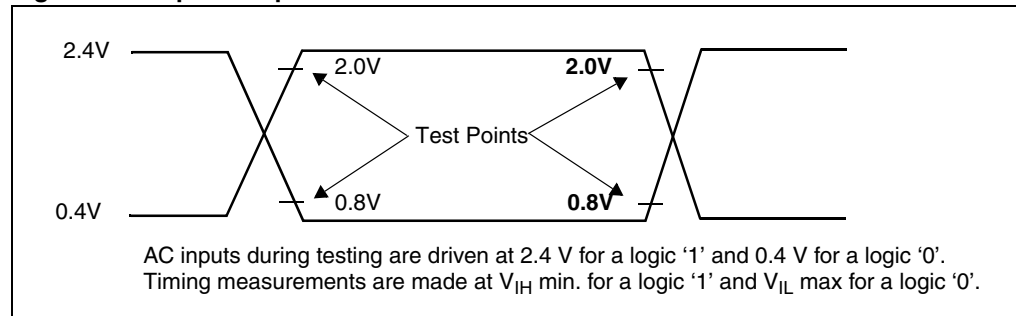 2.4V
2.0V 2.0V
Test Points
0.8V 0.8V
0.4V
AC inputs during testing are driven at 2.4 V for a logic ‘1’ and 0.4 V for a logic ‘0’.
Timing measurements are made at VIH min. for a logic ‘1’ and VIL max for a logic ‘0’.